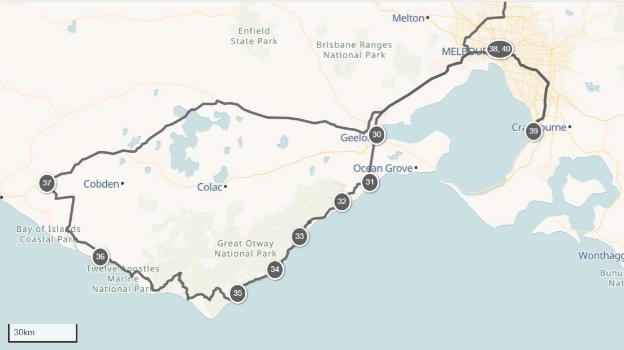 Melton
Enfield
State Park
Brisbane Ranges
National Park
MELBOU
38, 40
39
Cra
bourne
30
Geelo
Ocean Grove
31
37
Cobden
Colac
32
Bay of Islands
Coastal Park
33
Great Otway
National Park
36
Twelve Apostles
Marine
National Park
34
35
Wonthagg
Bunu
Nat
30km